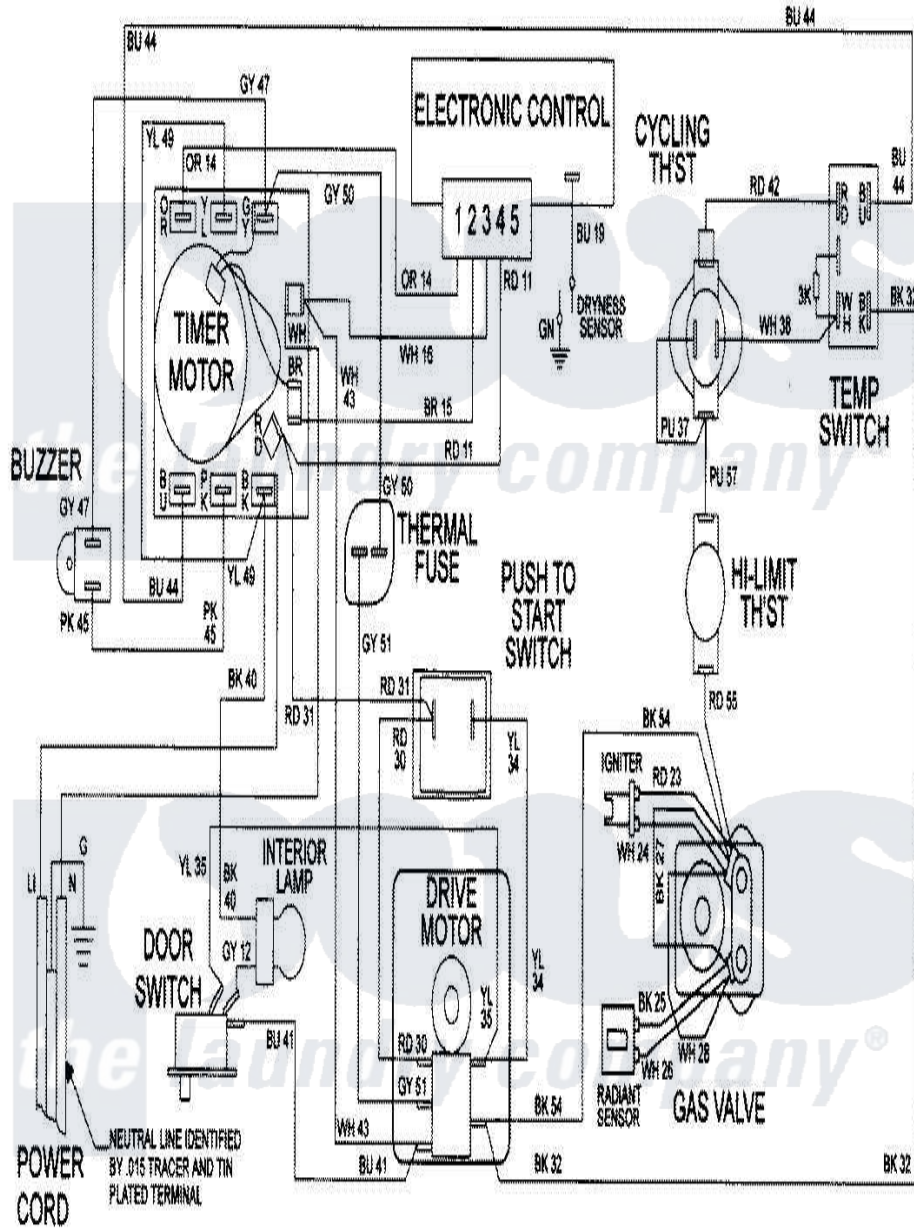 BU 44
BU 44
GY 47
ELECTRONIC CONTROL
CYCLING
TH'ST
YL 49
OR 14
GY 50
RD 42
BU
44
O
R
Y
L
G
Y
1 2 3 4 5
BU 19
R
D
B
U
OR 14
RD 11
3K
BK 32
TIMER
MOTOR
WH
GN
DRYNESS
SENSOR
WH 38
W
H
B
K
WH 16
BR
WH
43
BR 15
TEMP
SWITCH
R
D
RD 11
PU 37
BUZZER
the laundry company
GY 47
B
U
P
K
B
K
GY 50
PU 57
THERMAL
FUSE
YL 49
BU 44
PK 45
PK
45
PUSH TO
START
SWITCH
HI-LIMIT
TH'ST
GY 51
BK 40
RD 31
RD 31
RD 55
RD
30
YL
34
BK 54
IGNITER
RD 23
G
YL 35
BK
40
INTERIOR
LAMP
WH 24
BK 27
LI
N
DRIVE
MOTOR
DOOR
SWITCH
GY 12
YL
34
YL
35
BK 25
BU 41
RD 30
WH 28
the laundry company®
GY 51
WH 26
RADIANT
SENSOR
GAS VALVE
BK 54
NEUTRAL LINE IDENTIFIED
BY .015 TRACER AND TIN
PLATED TERMINAL
WH 43
POWER
CORD
BU 41
BK 32
BK 32